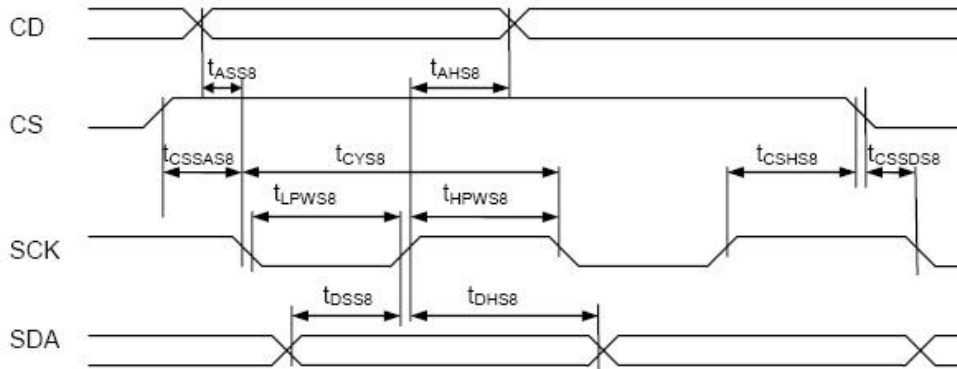 CD
tASS8 tAHS8
CS
tCSSAS8 tCYS8 tCSHS8 tCSSDS8
tLPWS8 tHPWS8
SCK
tDSS8 tDHS8
SDA